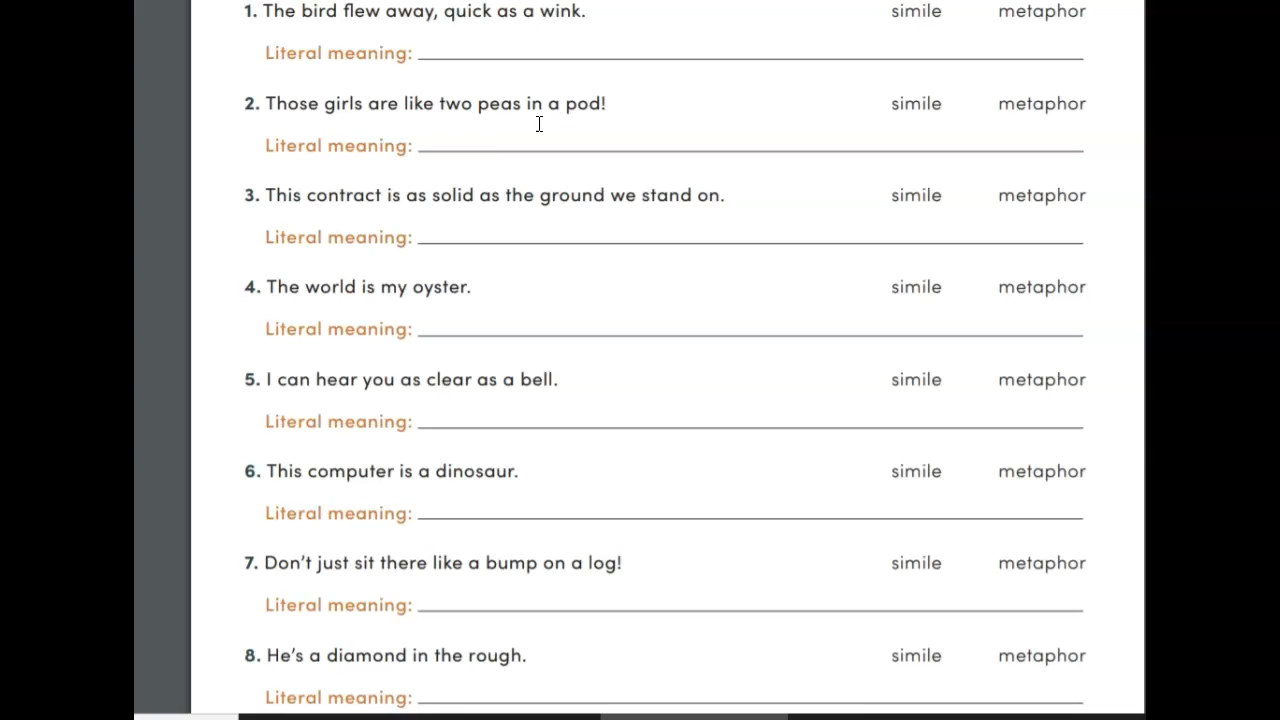 1. The bird flew away, quick as a wink. simile metaphor
Literal meaning:
2. Those girls are like two peas in a pod! simile metaphor
Literal meaning:
3. This contract is as solid as the ground we stand on. simile metaphor
Literal meaning:
4. The world is my oyster. simile metaphor
Literal meaning:
5. I can hear you as clear as a bell. simile metaphor
Literal meaning:
6. This computer is a dinosaur. simile metaphor
Literal meaning:
7. Don’t just sit there like a bump on a log! simile metaphor
Literal meaning:
8. He’s a diamond in the rough. simile metaphor
Literal meaning: